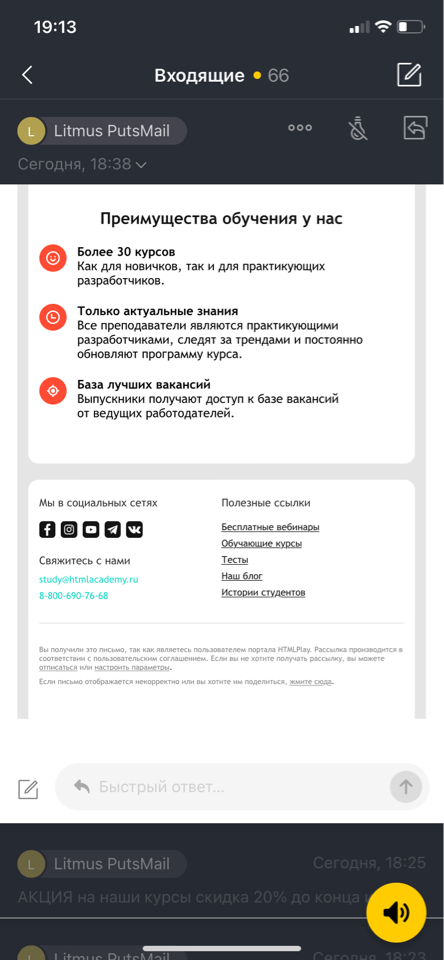 19:13
Входящие • 66
L Litmus PutsMail
Сегодня, 18:38
Преимущества обучения у нас
Более 30 курсов
Как для новичков, так и для практикующих
разработчиков.
Только актуальные знания
Все преподаватели являются практикующими
разработчиками, следят за трендами и постоянно
обновляют программу курса.
База лучших вакансий
Выпускники получают доступ к базе вакансий
от ведущих работодателей.
Мы в социальных сетях
Свяжитесь с нами
study@htmlacademy.ru
8-800-690-76-68
Полезные ссылки
Бесплатные вебинары
Обучающие курсы
Тесты
Наш блог
Истории студентов
Вы получили это письмо, так как являетесь пользователем портала HTMLPlay. Рассылка производится в
соответствии с пользовательским соглашением. Если вы не хотите получать рассылку, вы можете
отписаться или настроить параметры.
Если письмо отображается некорректно или вы хотите им поделиться, жмите сюда.
Быстрый ответ...
L Litmus PutsMail
Сегодня, 18:25
АКЦИЯ на наши курсы скидка 20% до конца
L Litmus PutsMail
Сегодня, 18:23